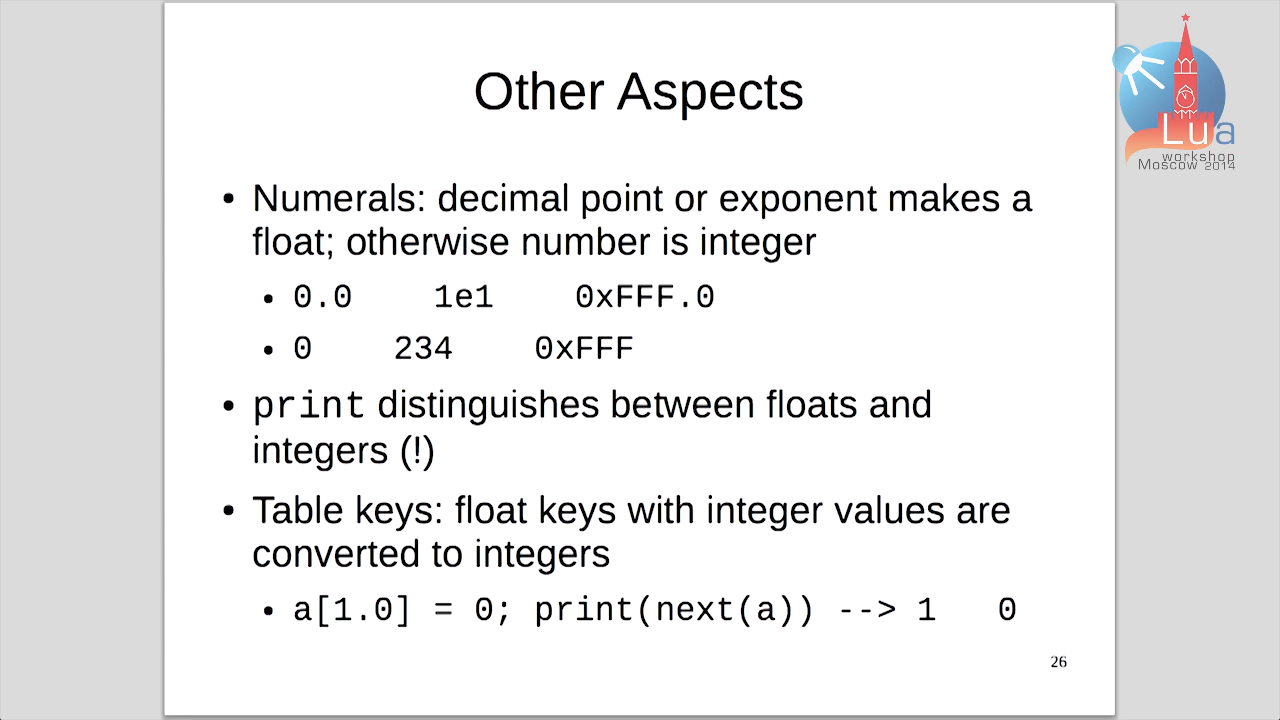 Other Aspects
• Numerals: decimal point or exponent makes a
float; otherwise number is integer
• 0.0    1e1    0xFFF.0
• 0    234    0xFFF
• print distinguishes between floats and
integers (!)
• Table keys: float keys with integer values are
converted to integers
• a[1.0] = 0; print(next(a)) --> 1   0
26
Lua
workshop
Moscow 2014